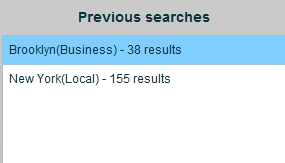 Previous searches
Brooklyn(Business) - 38 results
New York(Local) - 155 results